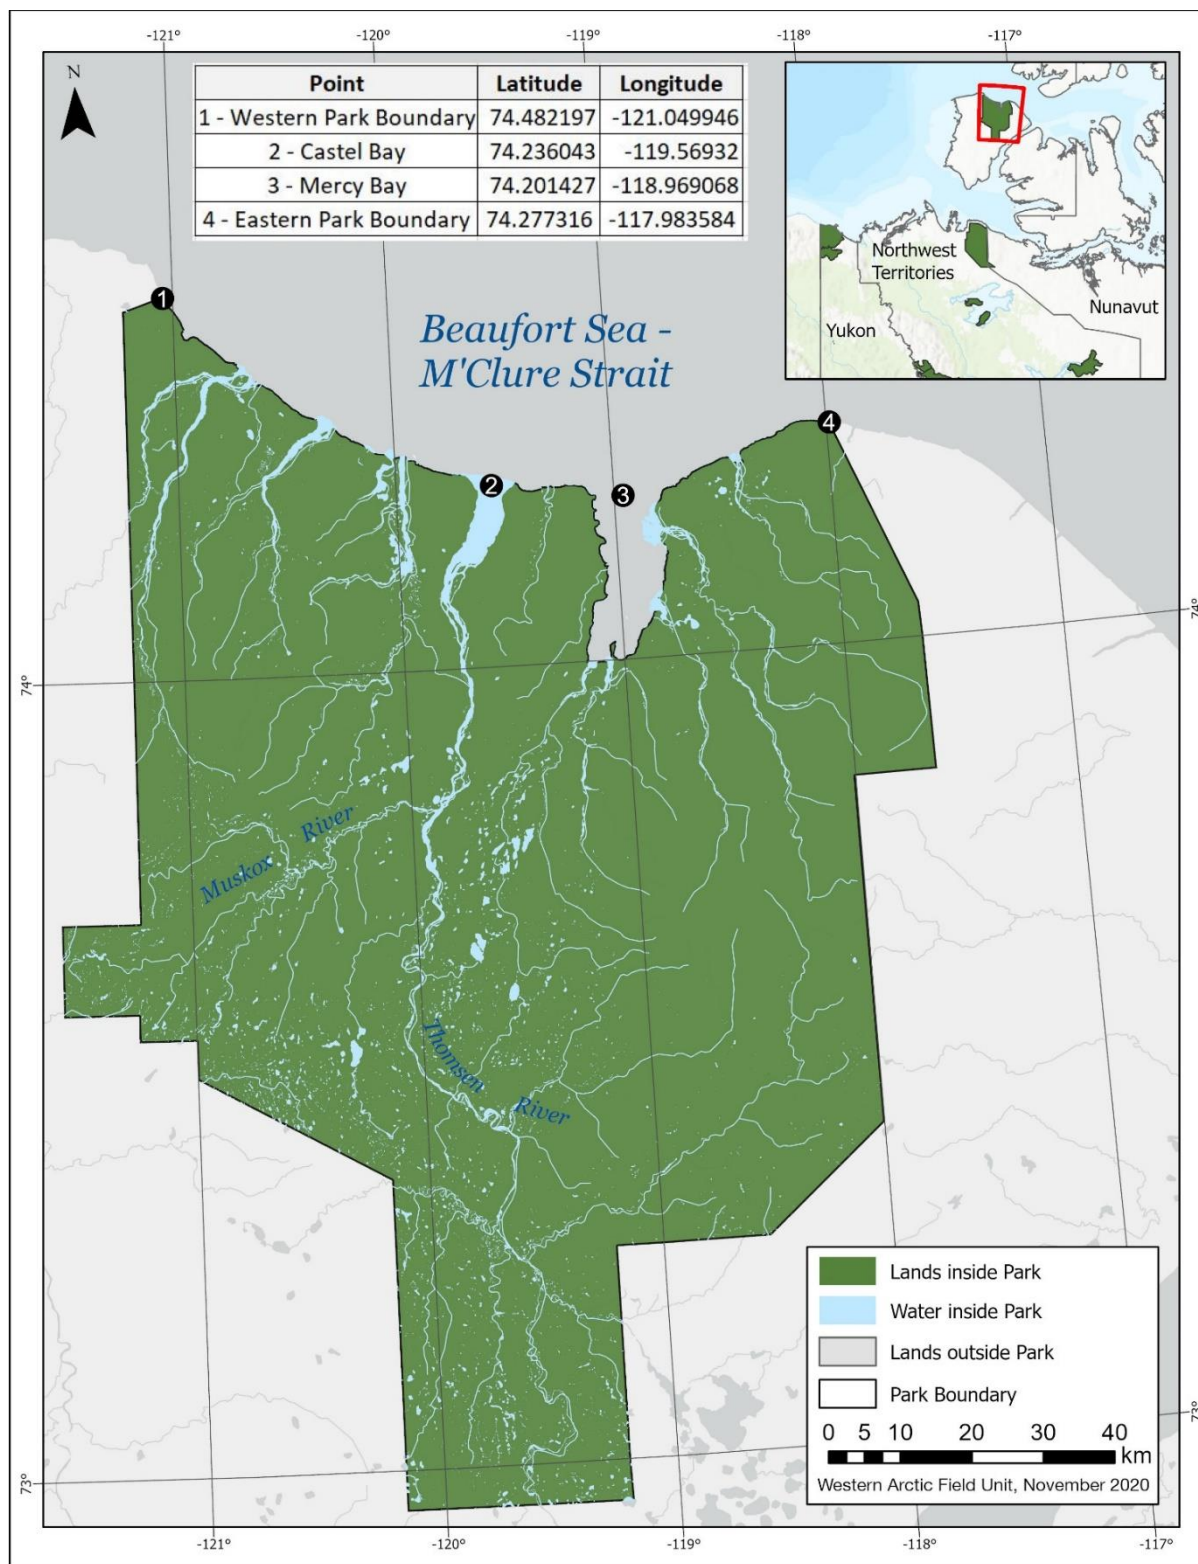 -121°
-120°
-119°
-118°
-117°
N
Point Latitude Longitude
1 - Western Park Boundary 74.482197 -121.049946
2 - Castel Bay 74.236043 -119.56932
3 - Mercy Bay 74.201427 -118.969068
4 - Eastern Park Boundary 74.277316 -117.983584
Northwest
Territories
Nunavut
Yukon
1
Beaufort Sea -
M'Clure Strait
4
2
3
74°
74°
Muskox River
Thomsen River
Lands inside Park
Water inside Park
Lands outside Park
Park Boundary
0 5 10 20 30 40
km
Western Arctic Field Unit, November 2020
73°
73°
-121°
-120°
-119°
-118°
-117°